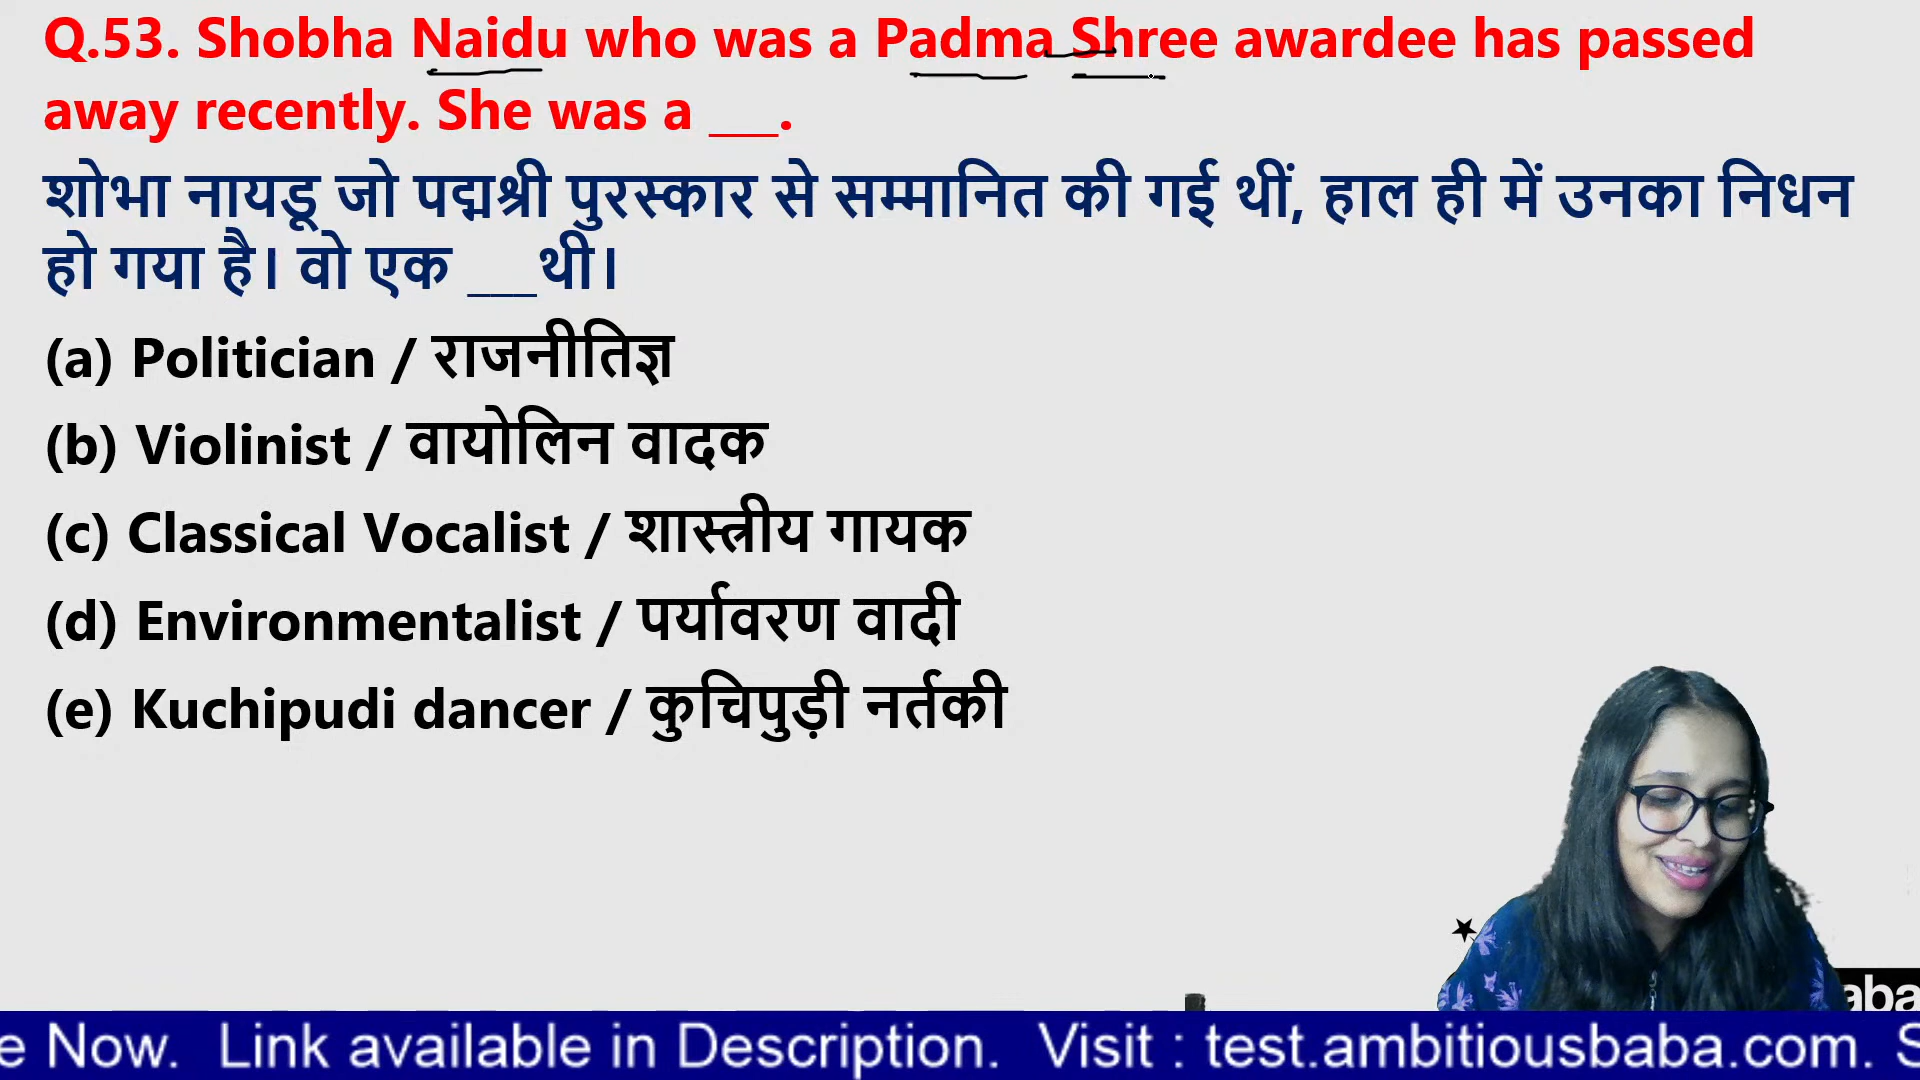 Q.53. Shobha Naidu who was a Padma Shree awardee has passed
away recently. She was a ___.
शोभा नायडू जो पद्मश्री पुरस्कार से सम्मानित की गई थीं, हाल ही में उनका निधन
हो गया है। वो एक ___थी।
(a) Politician / राजनीतिज्ञ
(b) Violinist / वायोलिन वादक
(c) Classical Vocalist / शास्त्रीय गायक
(d) Environmentalist / पर्यावरण वादी
(e) Kuchipudi dancer / कुचिपुड़ी नर्तकी
aba
e Now. Link available in Description. Visit : test.ambitiousbaba.com. S